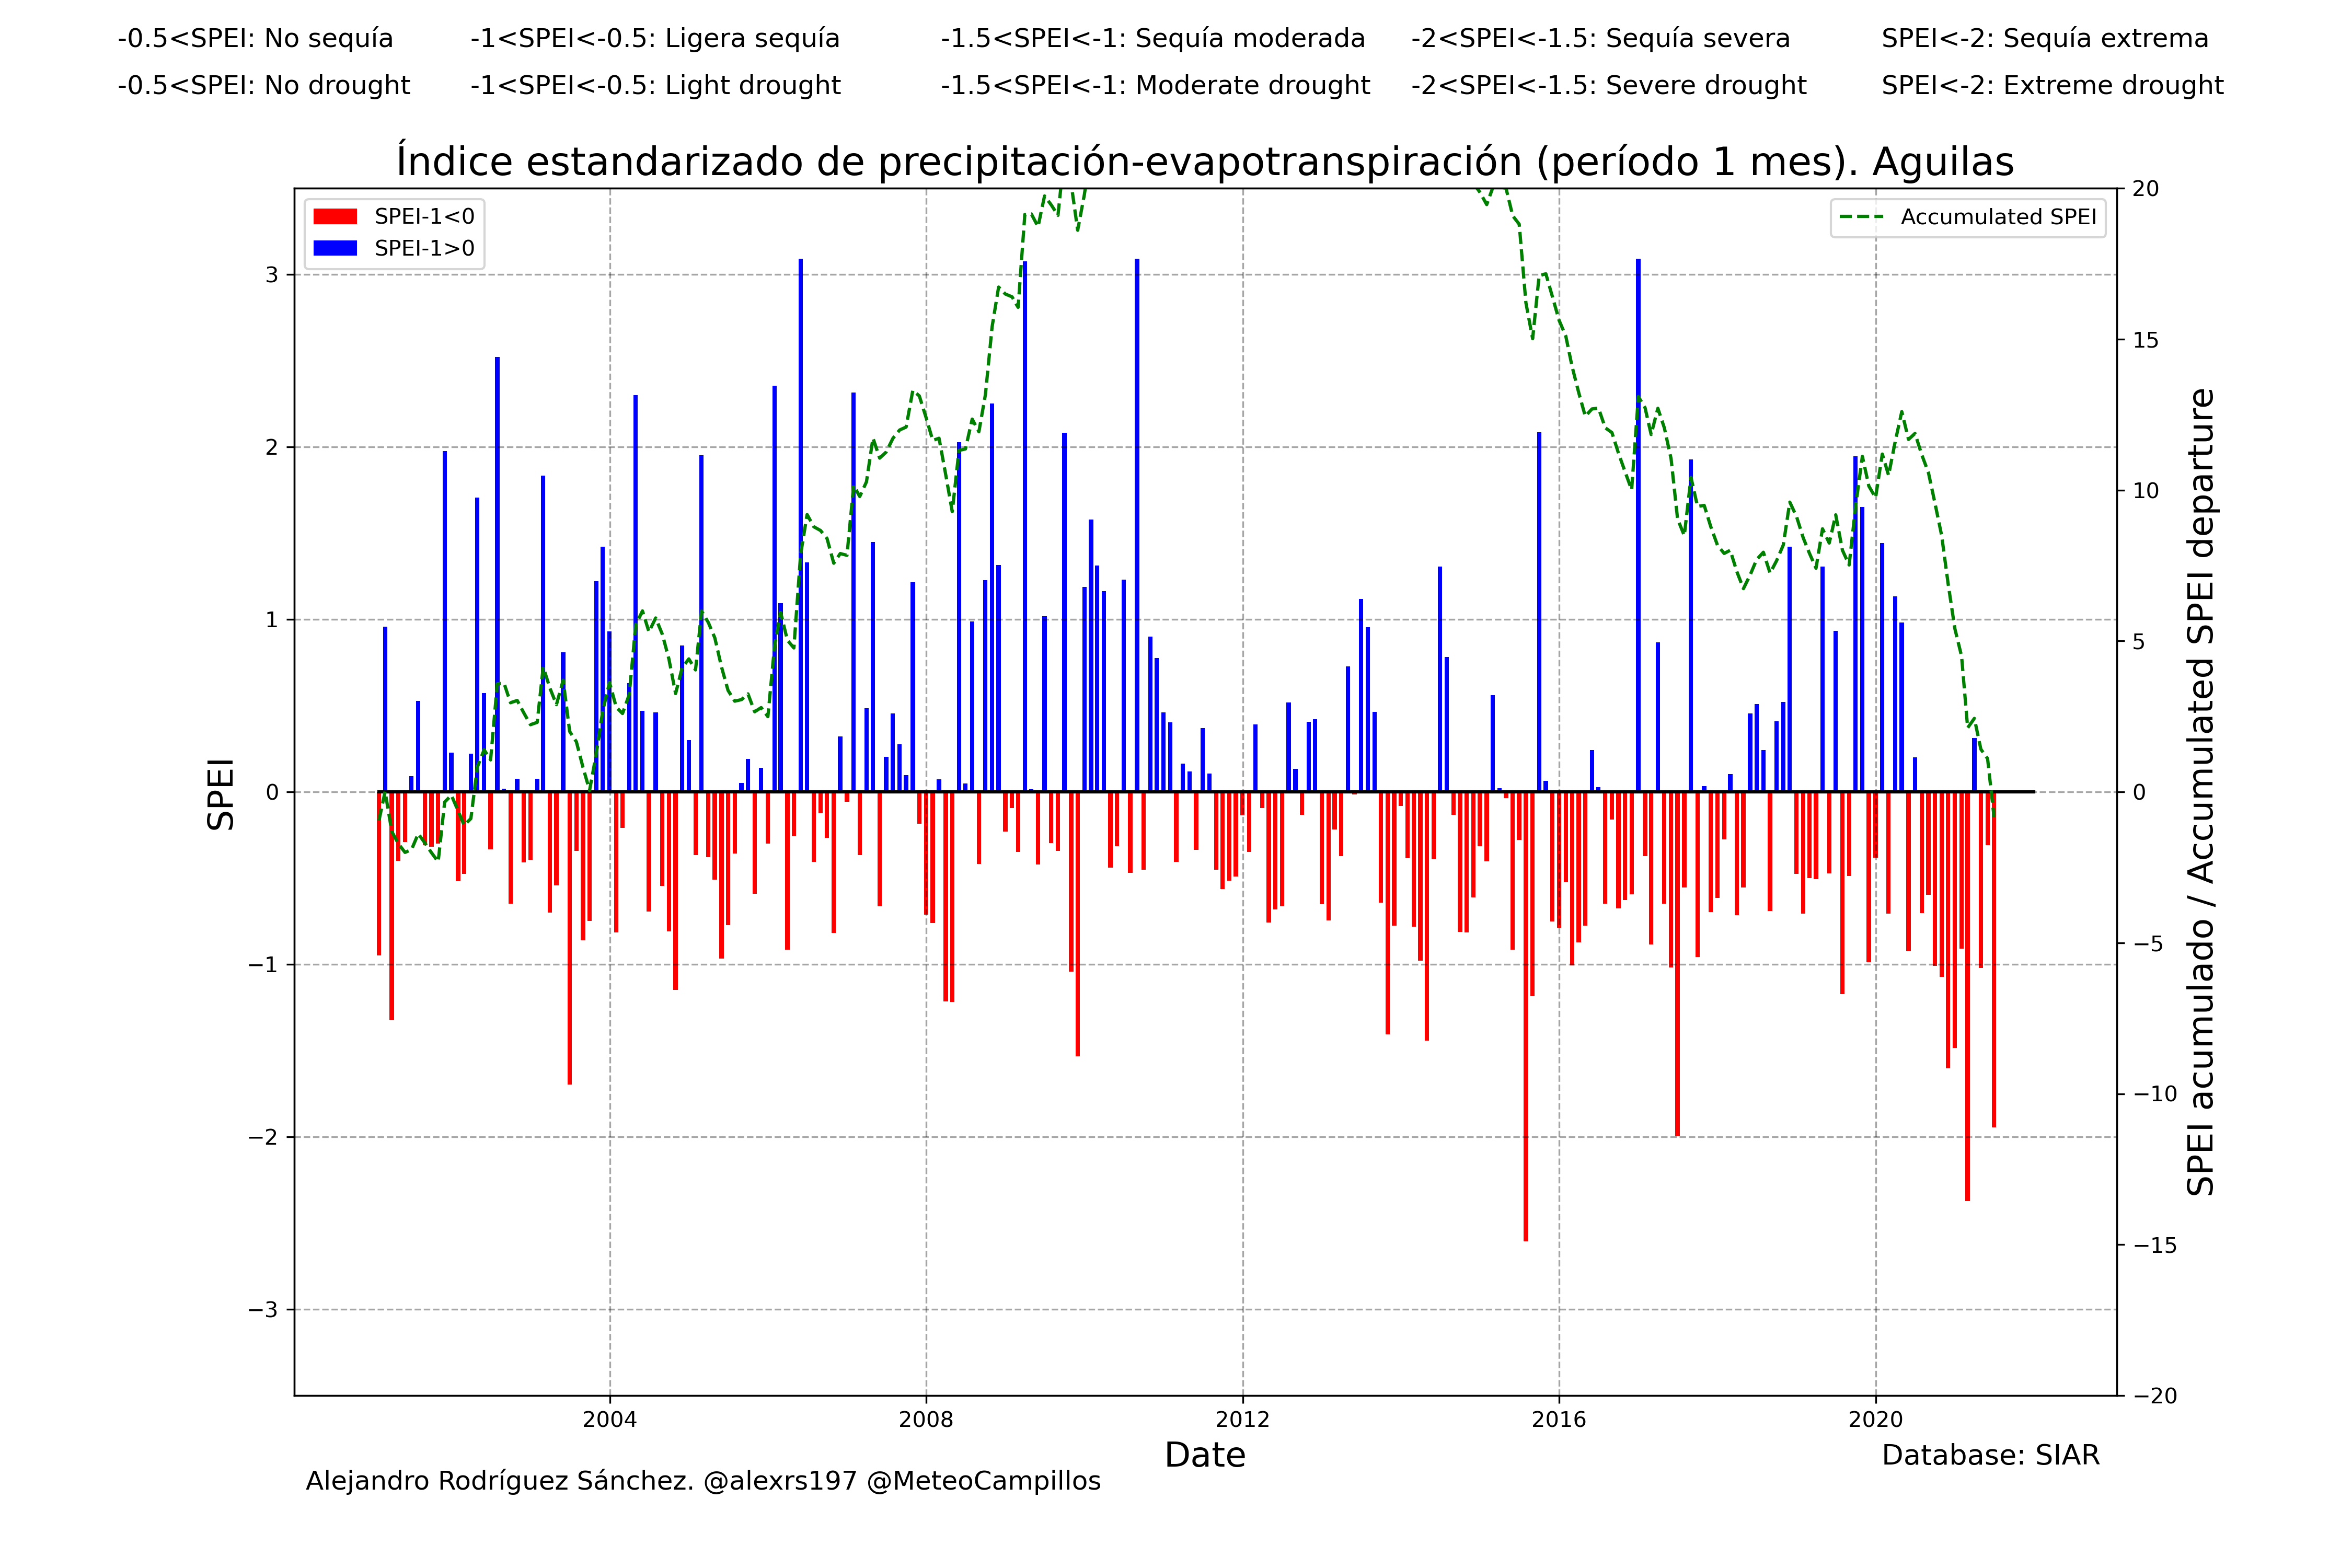 -0.5<SPEI: No sequía
-1<SPEI<-0.5: Ligera sequía
-1.5<SPEI<-1: Sequía moderada
-2<SPEI<-1.5: Sequía severa
SPEI<-2: Sequía extrema
-0.5<SPEI: No drought
-1<SPEI<-0.5: Light drought
-1.5<SPEI<-1: Moderate drought
-2<SPEI<-1.5: Severe drought
SPEI<-2: Extreme drought
Índice estandarizado de precipitación-evapotranspiración (período 1 mes). Aguilas
SPEI-1<0
SPEI-1>0
Accumulated SPEI
SPEI
3
2
1
0
−1
−2
−3
20
15
10
5
0
−5
−10
−15
−20
SPEI acumulado / Accumulated SPEI departure
2004
2008
2012
2016
2020
Date
Database: SIAR
Alejandro Rodríguez Sánchez. @alexrs197 @MeteoCampillos